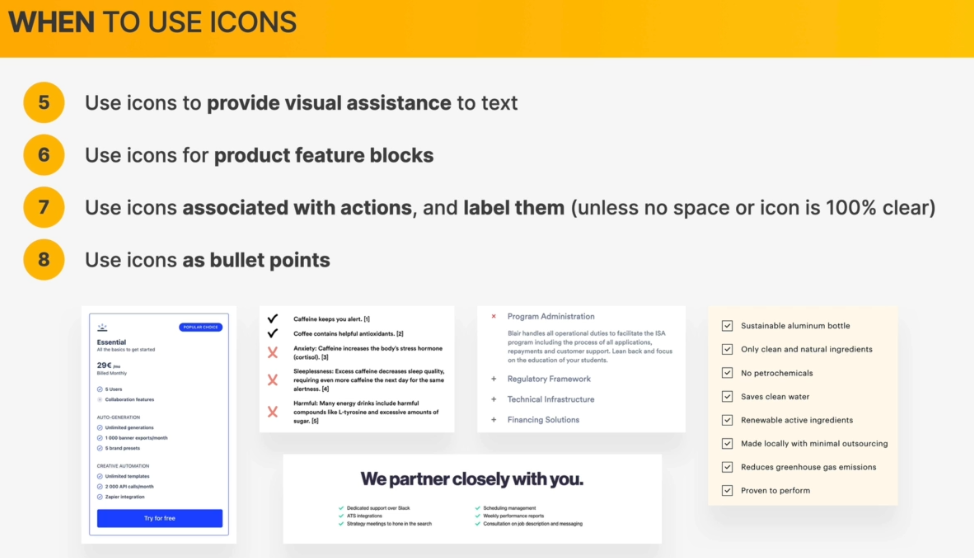 WHEN TO USE ICONS
5 Use icons to provide visual assistance to text
6 Use icons for product feature blocks
7 Use icons associated with actions, and label them (unless no space or icon is 100% clear)
8 Use icons as bullet points
POPULAR CHOICE
Essential
All the basics to get started
29€ /mo
Billed Monthly
5 Users
Collaboration features
AUTO-GENERATION
Unlimited generations
1 000 banner exports/month
5 brand presets
CREATIVE AUTOMATION
Unlimited templates
2 000 API calls/month
Zapier Integration
Try for free
Caffeine keeps you alert. [1]
Coffee contains helpful antioxidants. [2]
Anxiety: Caffeine increases the body's stress hormone
(cortisol). [3]
Sleeplessness: Excess caffeine decreases sleep quality,
requiring even more caffeine the next day for the same
alertness. [4]
Harmful: Many energy drinks include harmful
compounds like L-tyrosine and excessive amounts of
sugar. [5]
Program Administration
Blair handles all operational duties to facilitate the ISA
program including the process of all applications,
repayments and customer support. Lean back and focus
on the education of your students.
Regulatory Framework
Technical Infrastructure
Financing Solutions
Sustainable aluminum bottle
Only clean and natural ingredients
No petrochemicals
Saves clean water
Renewable active ingredients
Made locally with minimal outsourcing
Reduces greenhouse gas emissions
Proven to perform
We partner closely with you.
Dedicated support over Slack
ATS integrations
Strategy meetings to hone in the search
Scheduling management
Weekly performance reports
Consultation on job description and messaging